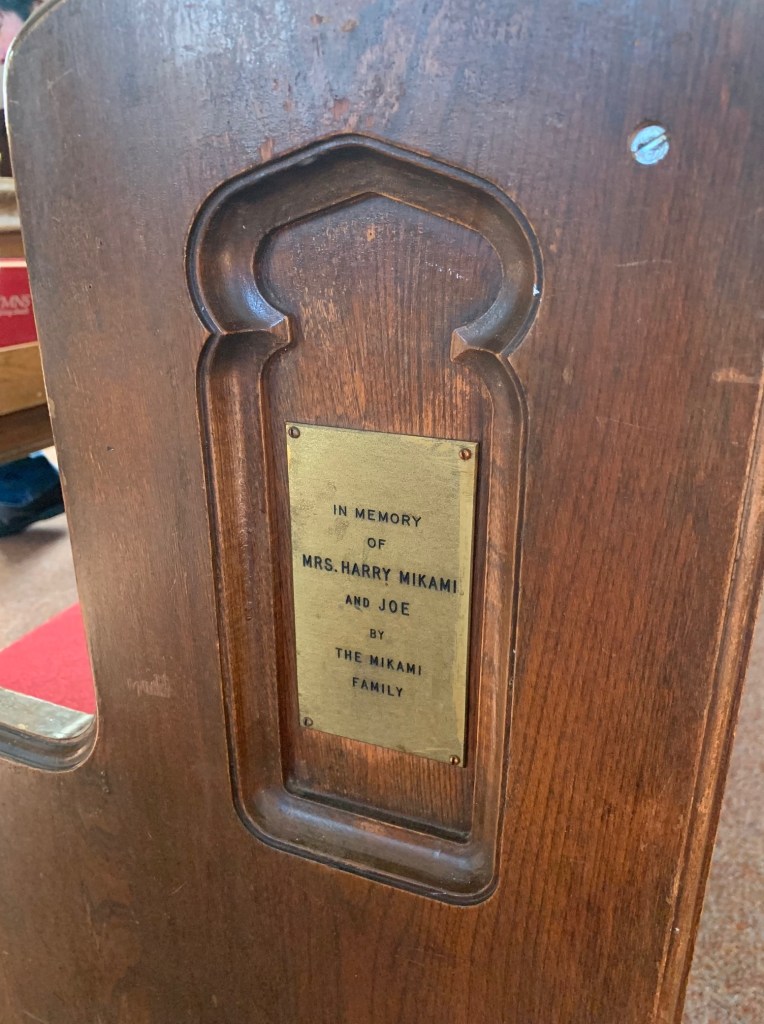 IN MEMORY
OF
MRS. HARRY MIKAMI
AND JOE
BY
THE MIKAMI
FAMILY